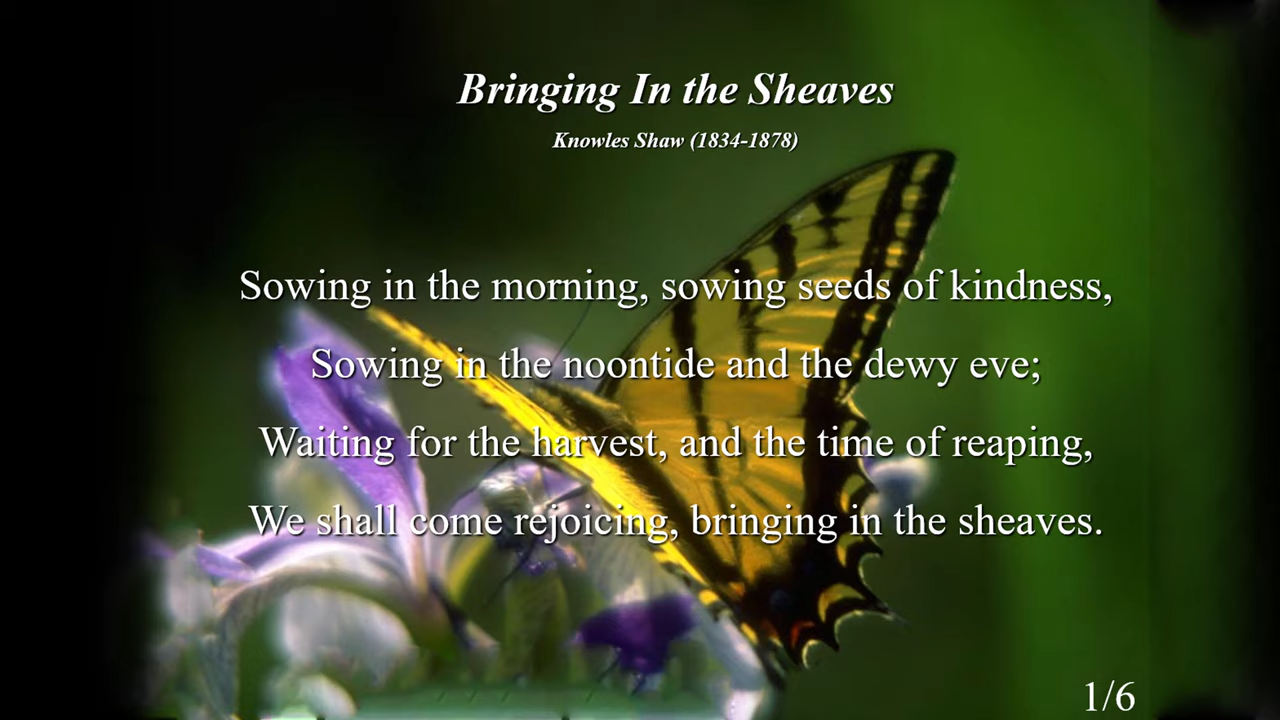 Bringing In the Sheaves
Knowles Shaw (1834-1878)
Sowing in the morning, sowing seeds of kindness,
Sowing in the noontide and the dewy eve;
Waiting for the harvest, and the time of reaping,
We shall come rejoicing, bringing in the sheaves.
1/6